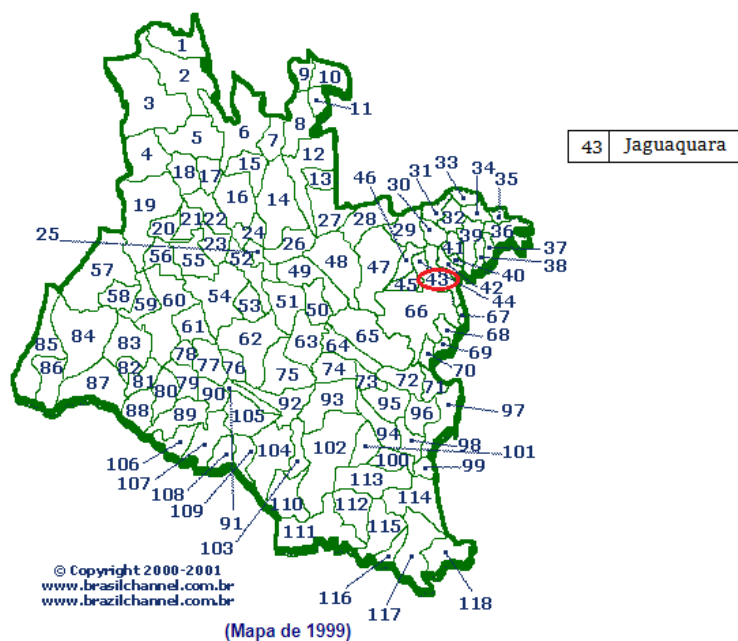 1
2
9 10
3
11
6 8
5 7
43 Jaguaquara
4 15 12
33
18 17 13 46 31 34 35
16 14 30
19 32
21 22 27 28 29 36
20 24 39
25 23 26 41 37
56 55 52 48 47 38
57 49 40
43 42
58 54 45 44
59 60 53 51 50 66 67
61 68
84 83 62 63 64 65
85 78 69
86 82 77 76 74 70
81 79 75 73 72 71
87 80 90
88 92 93 95 97
89 105 96
94 98
106 104 102 101
107 100 99
108 113
109 110 112 114
91 111 115
103
© Copyright 2000-2001
www.brasilchannel.com.br
www.brazilchannel.com.br
116 117 118
(Mapa de 1999)